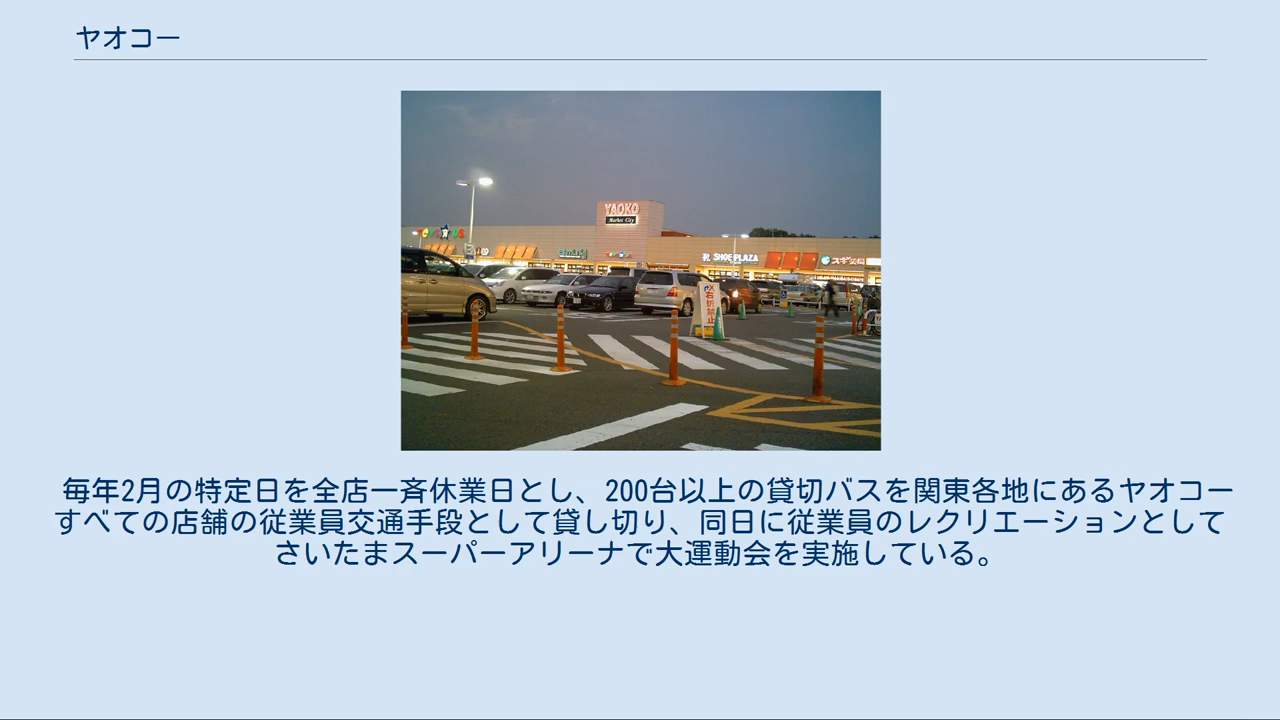 ヤオコー
YAOKO
Market City
SHOE PLAZA
右折禁止
毎年2月の特定日を全店一斉休業日とし、200台以上の貸切バスを関東各地にあるヤオコー
すべての店舗の従業員交通手段として貸し切り、同日に従業員のレクリエーションとして
さいたまスーパーアリーナで大運動会を実施している。